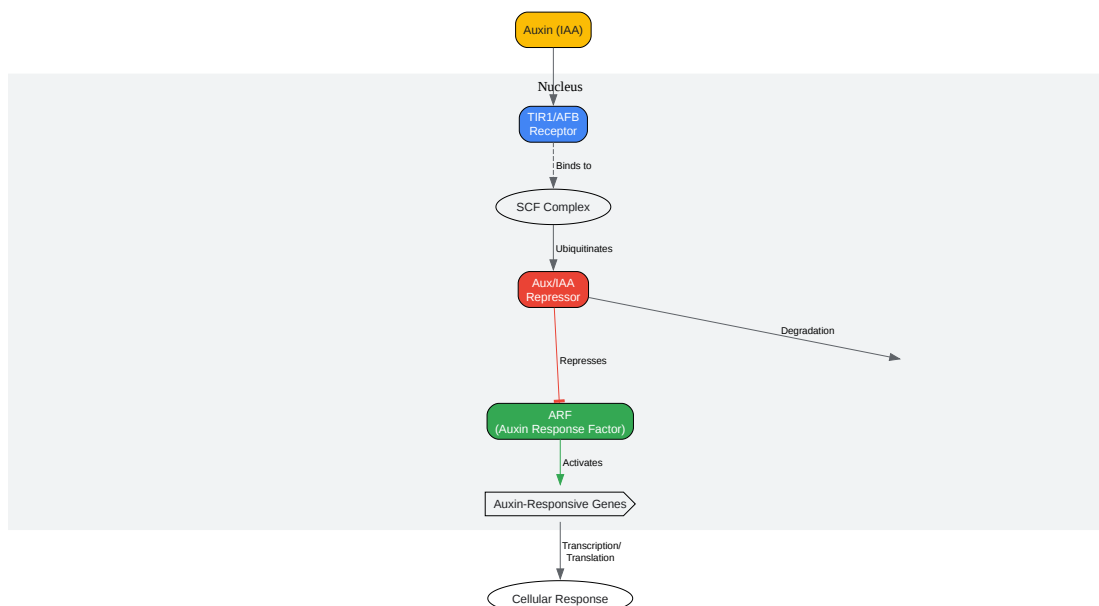 Auxin (IAA)
Nucleus
TIR1/AFB
Receptor
Binds to
SCF Complex
Ubiquitinates
Aux/IAA
Repressor
Degradation
Represses
ARF
(Auxin Response Factor)
Activates
Auxin-Responsive Genes
Transcription/
Translation
Cellular Response